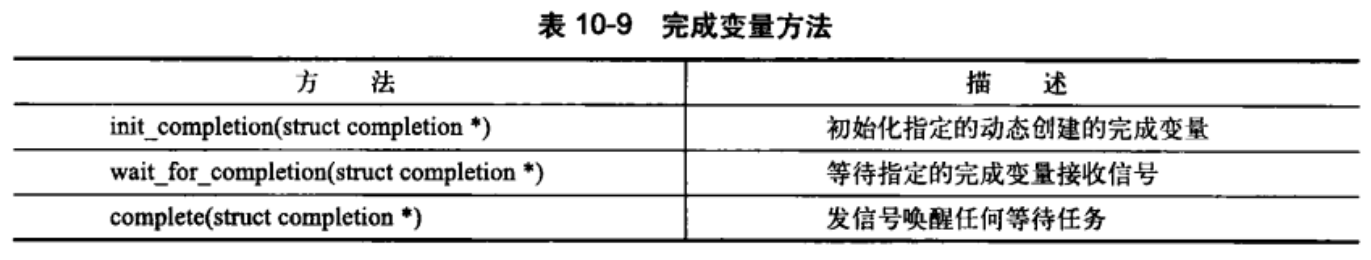 表 10-9 完成变量方法
方 法 描 述
init_completion(struct completion *) 初始化指定的动态创建的完成变量
wait_for_completion(struct completion *) 等待指定的完成变量接收信号
complete(struct completion *) 发信号唤醒任何等待任务